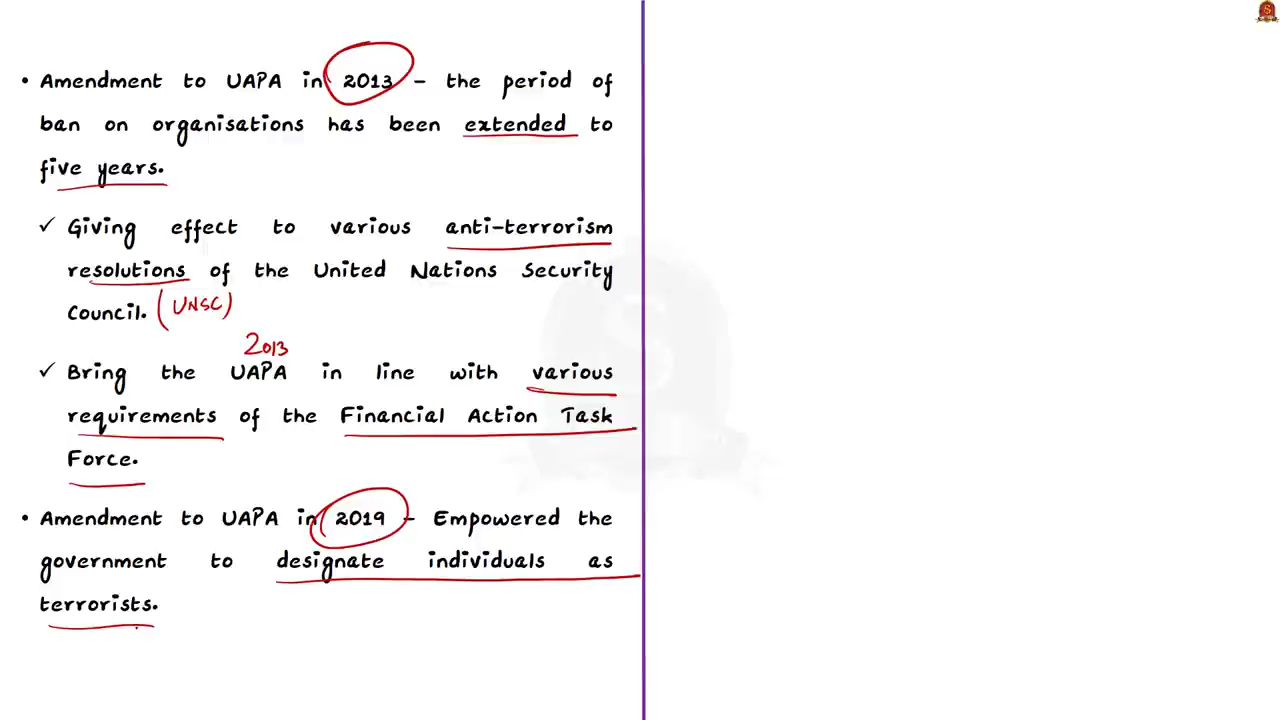 • Amendment to UAPA in 2013 – the period of
ban on organisations has been extended to
five years.
✓ Giving effect to various anti-terrorism
resolutions of the United Nations Security
Council. (UNSC)
2013
✓ Bring the UAPA in line with various
requirements of the Financial Action Task
Force.
• Amendment to UAPA in 2019 – Empowered the
government to designate individuals as
terrorists.